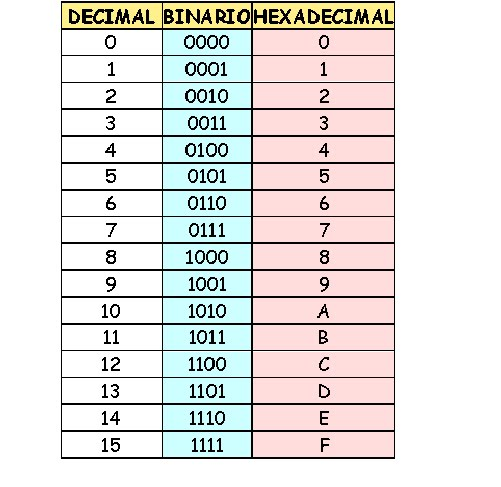 DECIMAL BINARIO HEXADECIMAL
0 0000 0
1 0001 1
2 0010 2
3 0011 3
4 0100 4
5 0101 5
6 0110 6
7 0111 7
8 1000 8
9 1001 9
10 1010 A
11 1011 B
12 1100 C
13 1101 D
14 1110 E
15 1111 F